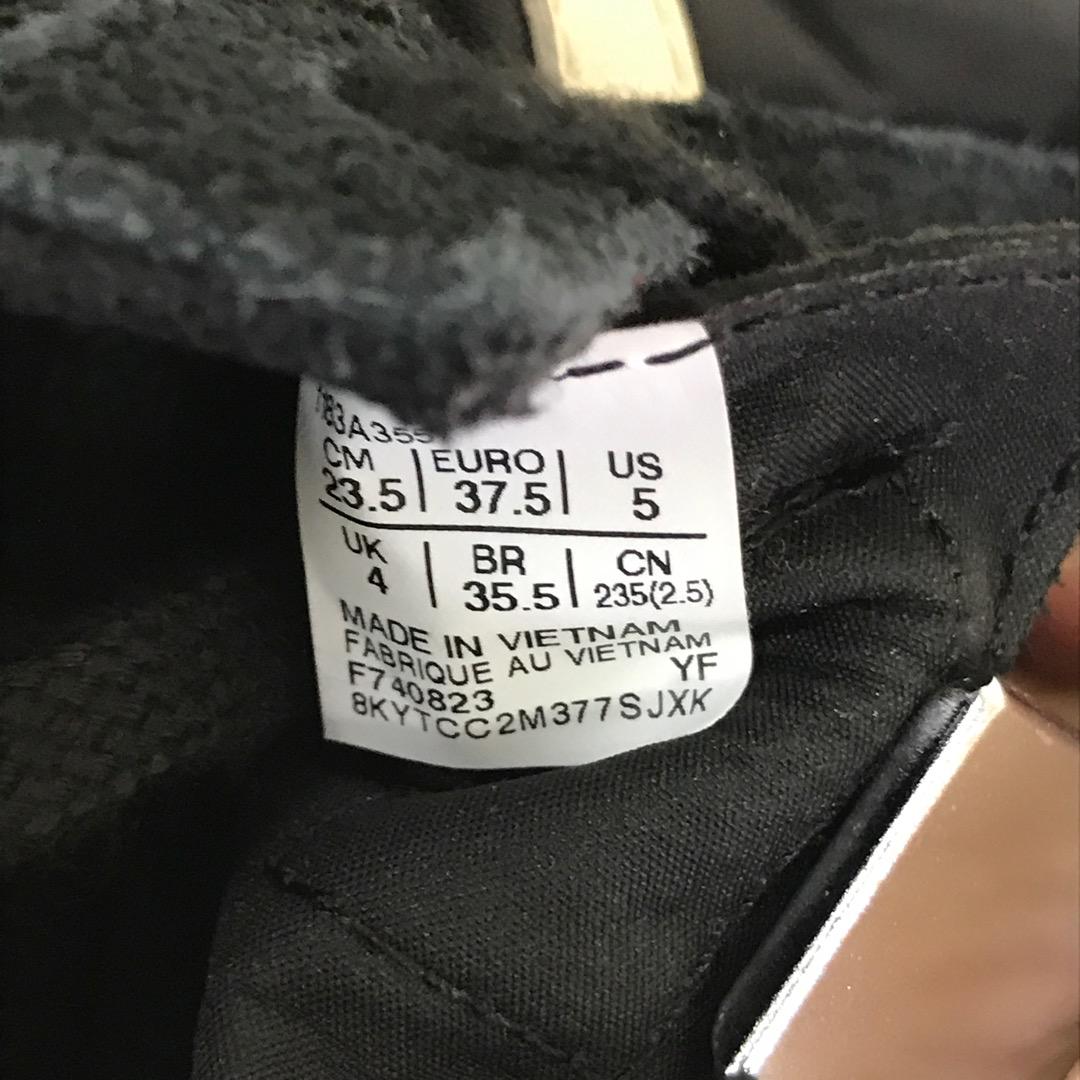 183A355
CM | EURO | US
23.5 | 37.5 | 5
UK | BR | CN
4 | 35.5 | 235(2.5)
MADE IN VIETNAM
FABRIQUE AU VIETNAM
F740823 YF
8KYTCC2M377SJXK